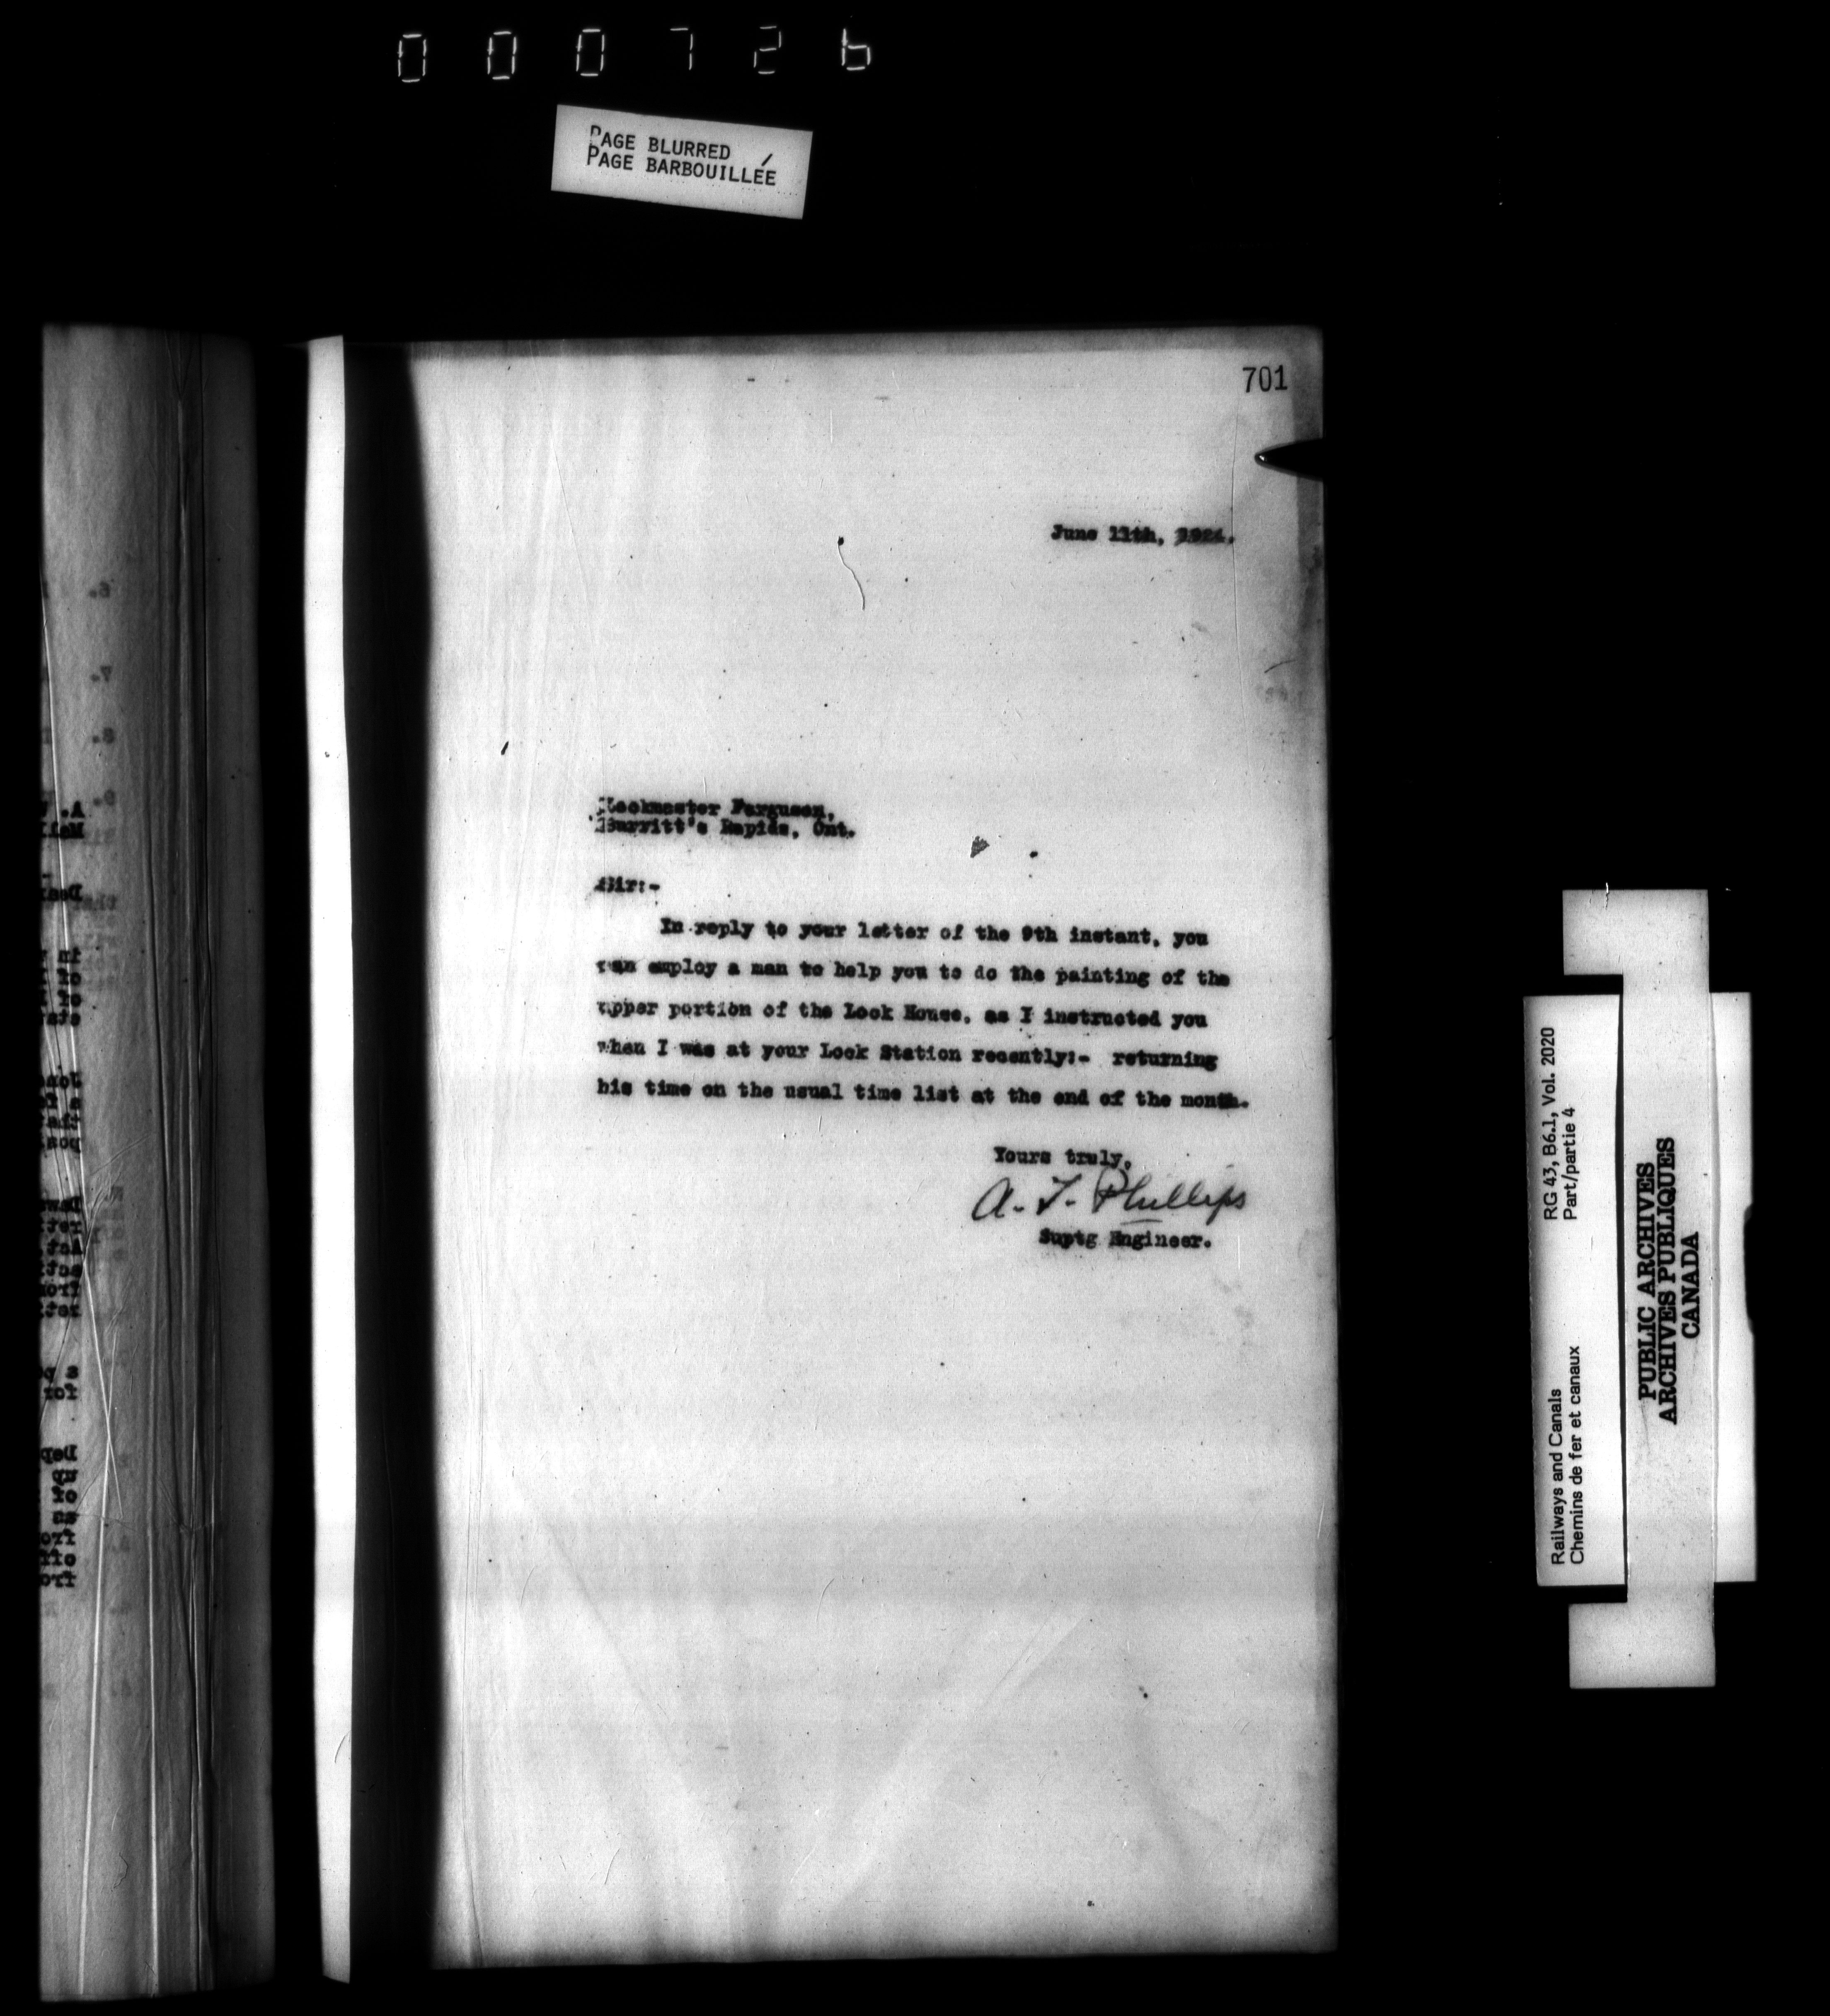 000726
PAGE BLURRED
PAGE BARBOUILLÉE
701
June 11th,
Lockmaster Ferguson,
Burritt's Rapids, Ont.
Sir:-
In reply to your letter of the 9th instant, you
can employ a man to help you to do the painting of the
upper portion of the Lock House, as I instructed you
when I was at your Lock Station recently:- returning
his time on the usual time list at the end of the month.
Yours truly,
A. T. Phillips
Suptg Engineer.
Railways and Canals
Chemins de fer et canaux
RG 43, B6.1, Vol. 2020
Part/partie 4
PUBLIC ARCHIVES
ARCHIVES PUBLIQUES
CANADA